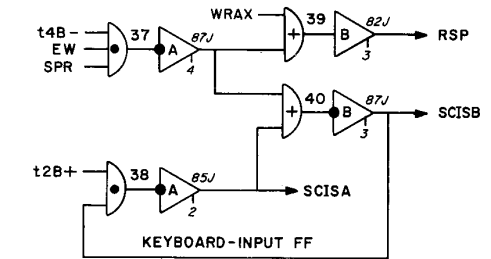 t4B- 37 87J WRAX 39 82J
EW A B RSP
SPR 4 + 3
40 87J
+ B SCISB
3
t2B+ 38 85J
A SCISA
2
KEYBOARD-INPUT FF